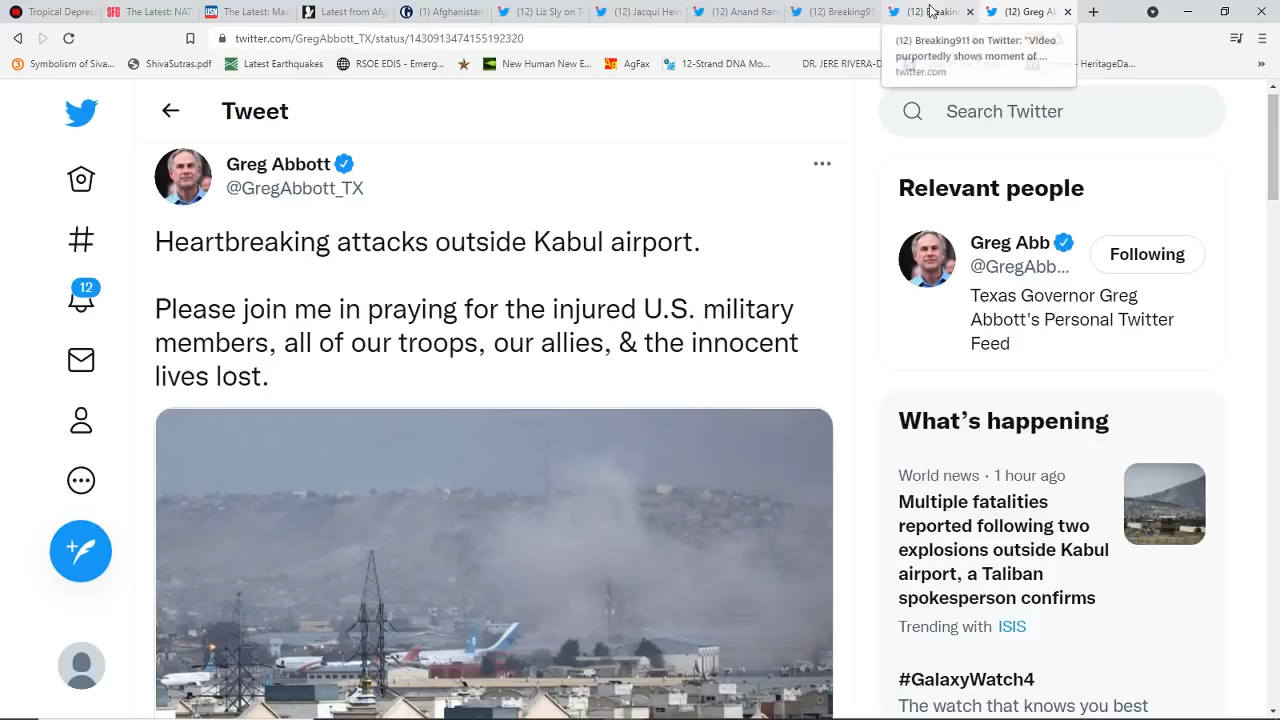 Tropical Depres
The Latest: NAT
The Latest: Mar
Latest from Afg
(1) Afghanistan
(12) Liz Sly on T
(12) Jacqui Hein
(12) Anand Ran
(12) Breaking91
(12) Breakin
(12) Greg Al
twitter.com/GregAbbott_TX/status/1430913474155192320
(12) Breaking911 on Twitter: "Video
purportedly shows moment of ...
twitter.com
Symbolism of Siva...
ShivaSutras.pdf
RSOE EDIS - Emerg...
New Human New E...
AgFax
12-Strand DNA Mo...
DR. JERE RIVERA-D
HeritageDa...
Tweet
Search Twitter
Greg Abbott
@GregAbbott_TX
Heartbreaking attacks outside Kabul airport.
Please join me in praying for the injured U.S. military
members, all of our troops, our allies, & the innocent
lives lost.
12
Relevant people
Greg Abb
@GregAbb...
Following
Texas Governor Greg
Abbott's Personal Twitter
Feed
What's happening
World news · 1 hour ago
Multiple fatalities
reported following two
explosions outside Kabul
airport, a Taliban
spokesperson confirms
Trending with ISIS
#GalaxyWatch4
The watch that knows you best